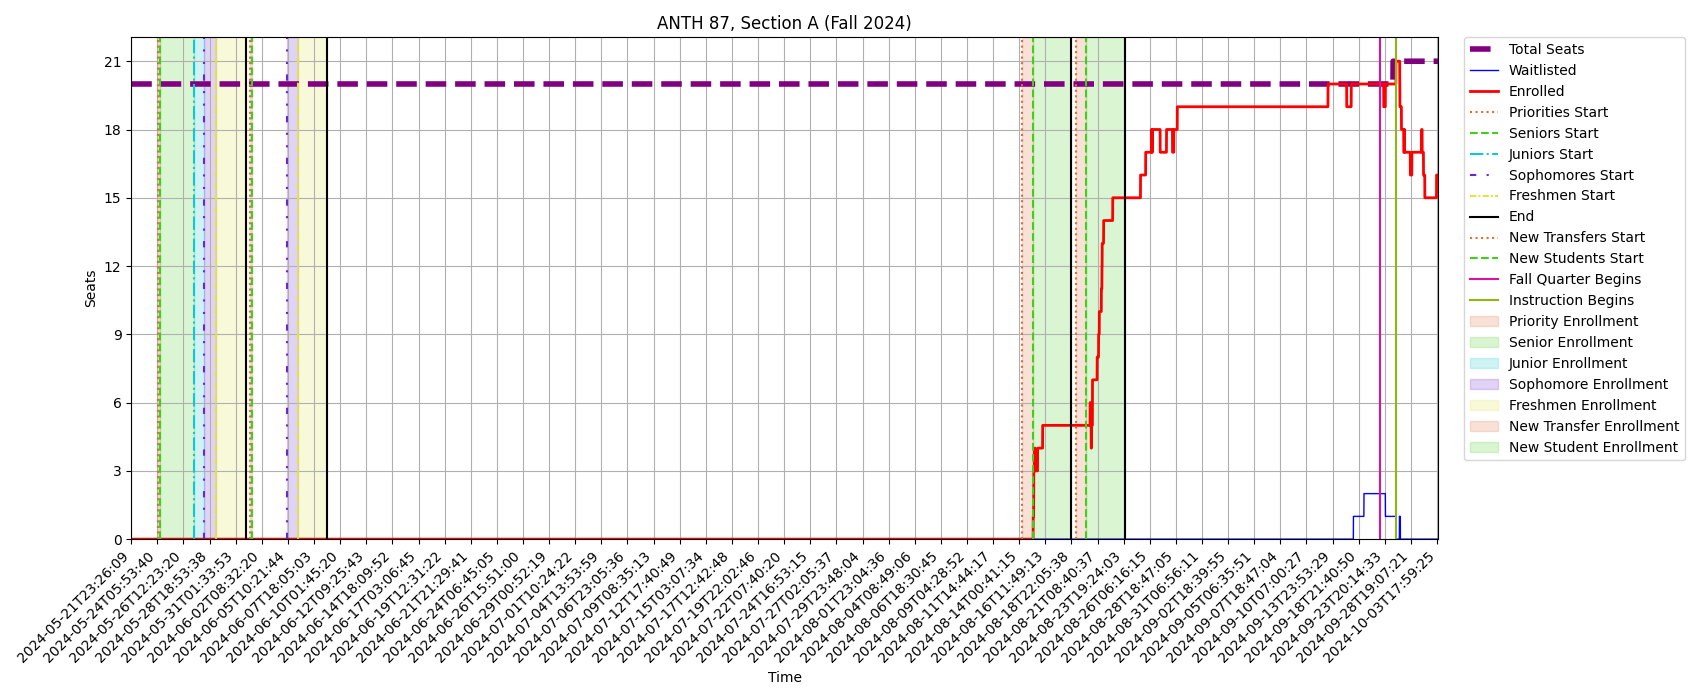 ANTH 87, Section A (Fall 2024)
Seats
21
18
15
12
9
6
3
0
2024-05-21T23:26:09
2024-05-24T05:53:40
2024-05-26T12:23:20
2024-05-28T18:53:38
2024-05-31T01:33:53
2024-06-02T08:32:20
2024-06-05T10:21:44
2024-06-07T18:05:03
2024-06-10T01:45:20
2024-06-12T09:25:43
2024-06-14T18:09:52
2024-06-17T03:06:45
2024-06-19T12:31:22
2024-06-21T21:29:41
2024-06-24T06:45:05
2024-06-26T15:51:00
2024-06-29T00:52:19
2024-07-01T10:24:22
2024-07-04T13:53:59
2024-07-06T23:05:36
2024-07-09T08:35:13
2024-07-12T17:40:49
2024-07-15T03:07:34
2024-07-17T12:42:48
2024-07-19T22:02:46
2024-07-22T07:40:20
2024-07-24T16:53:15
2024-07-27T02:05:37
2024-07-29T12:48:04
2024-08-01T23:04:36
2024-08-04T08:49:06
2024-08-06T18:30:45
2024-08-09T04:28:52
2024-08-11T14:44:17
2024-08-14T00:41:15
2024-08-16T11:49:13
2024-08-18T22:05:38
2024-08-21T08:40:37
2024-08-23T19:24:03
2024-08-26T06:16:15
2024-08-28T18:47:05
2024-08-31T06:56:11
2024-09-02T18:39:55
2024-09-05T06:35:51
2024-09-07T18:47:04
2024-09-10T07:00:27
2024-09-13T23:53:29
2024-09-18T21:40:50
2024-09-23T20:14:33
2024-09-28T19:07:21
2024-10-03T17:59:25
Time
Total Seats
Waitlisted
Enrolled
Priorities Start
Seniors Start
Juniors Start
Sophomores Start
Freshmen Start
End
New Transfers Start
New Students Start
Fall Quarter Begins
Instruction Begins
Priority Enrollment
Senior Enrollment
Junior Enrollment
Sophomore Enrollment
Freshmen Enrollment
New Transfer Enrollment
New Student Enrollment